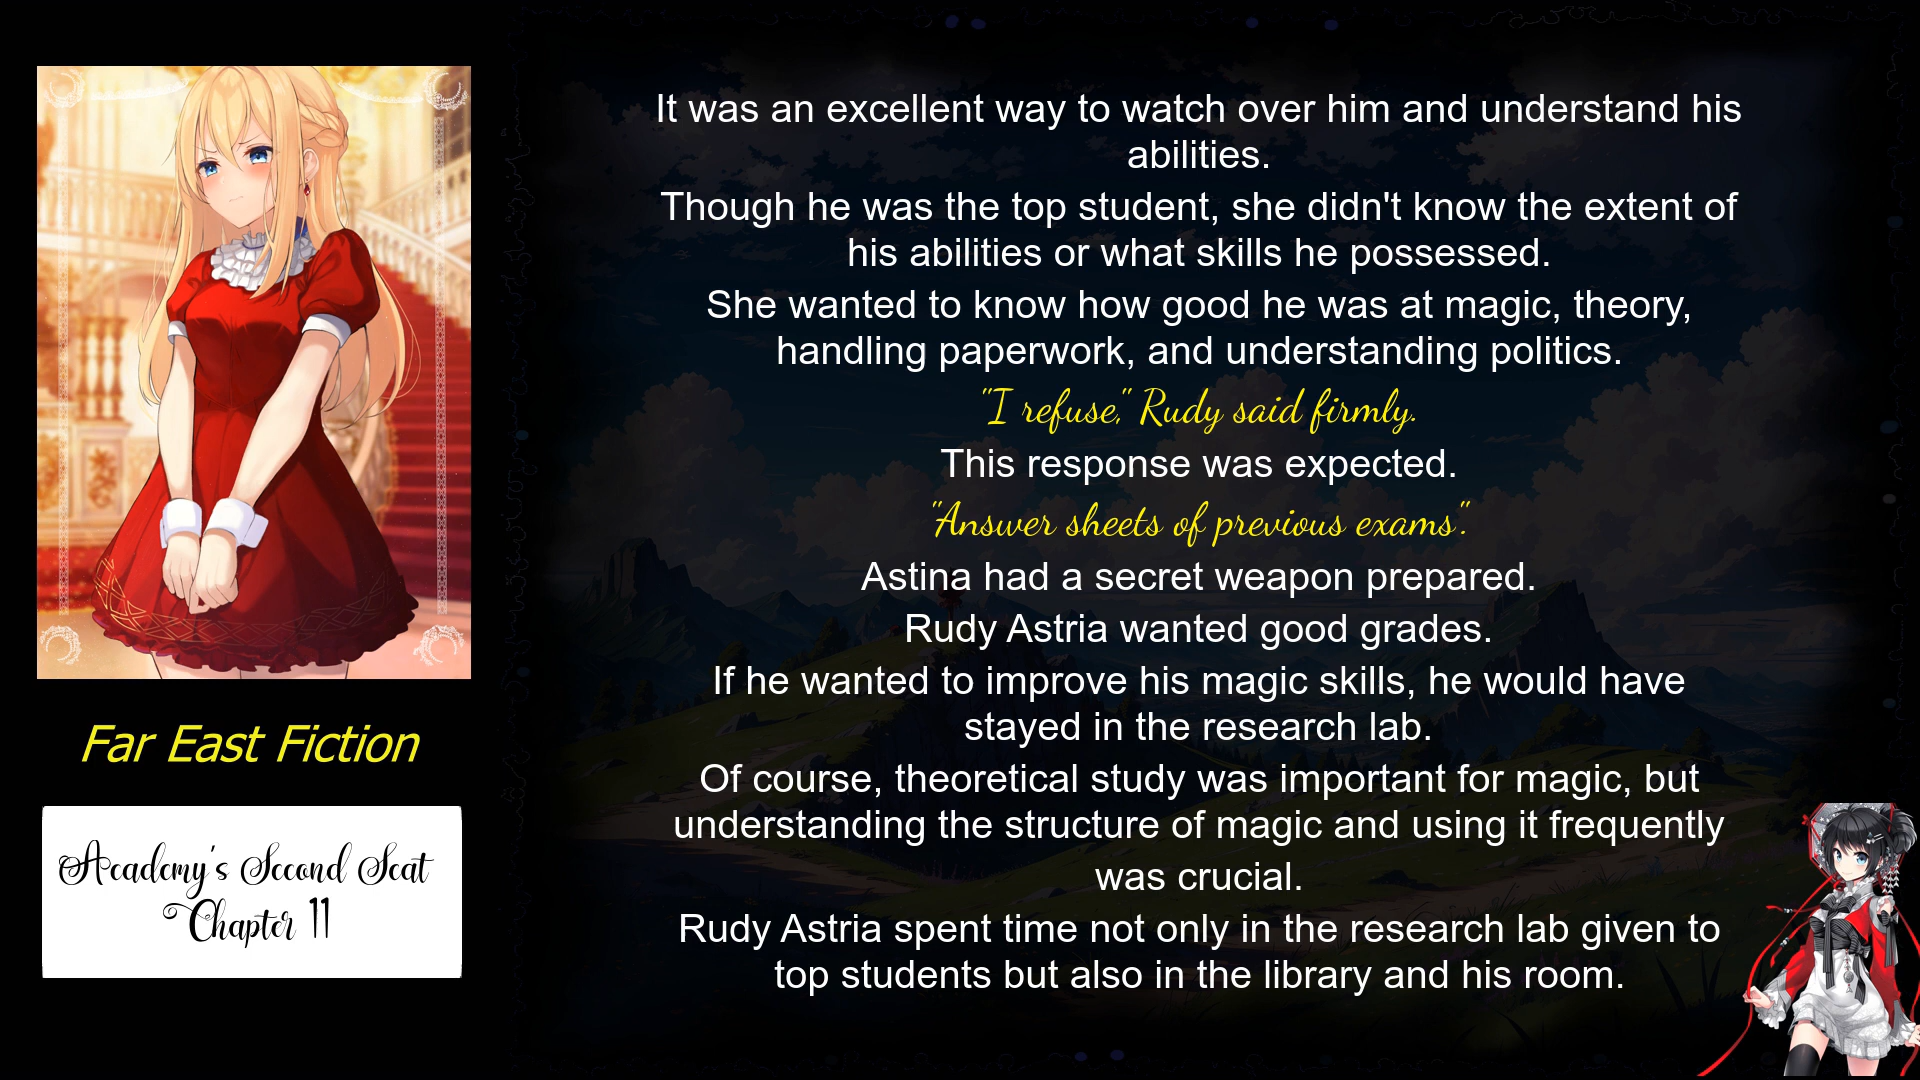 It was an excellent way to watch over him and understand his
abilities.
Though he was the top student, she didn't know the extent of
his abilities or what skills he possessed.
She wanted to know how good he was at magic, theory,
handling paperwork, and understanding politics.
"I refuse," Rudy said firmly.
This response was expected.
"Answer sheets of previous exams".
Astina had a secret weapon prepared.
Rudy Astria wanted good grades.
If he wanted to improve his magic skills, he would have
stayed in the research lab.
Of course, theoretical study was important for magic, but
understanding the structure of magic and using it frequently
was crucial.
Rudy Astria spent time not only in the research lab given to
top students but also in the library and his room.
Far East Fiction
Academy's Second Seat
Chapter 11